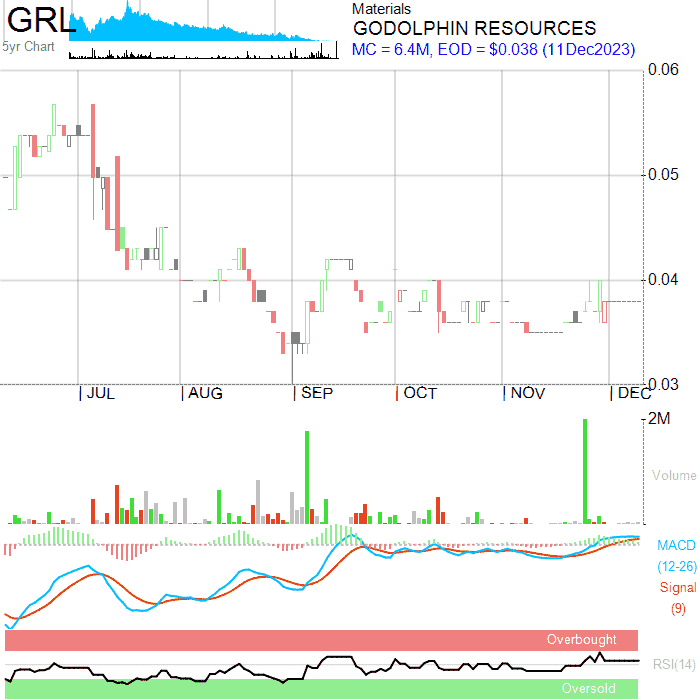 GRL
5yr Chart
Materials
GODOLPHIN RESOURCES
MC = 6.4M, EOD = $0.038 (11Dec2023)
0.06
0.05
0.04
0.03
JUL AUG SEP OCT NOV DEC
2M
Volume
MACD
(12-26)
Signal
(9)
Overbought
RSI(14)
Oversold